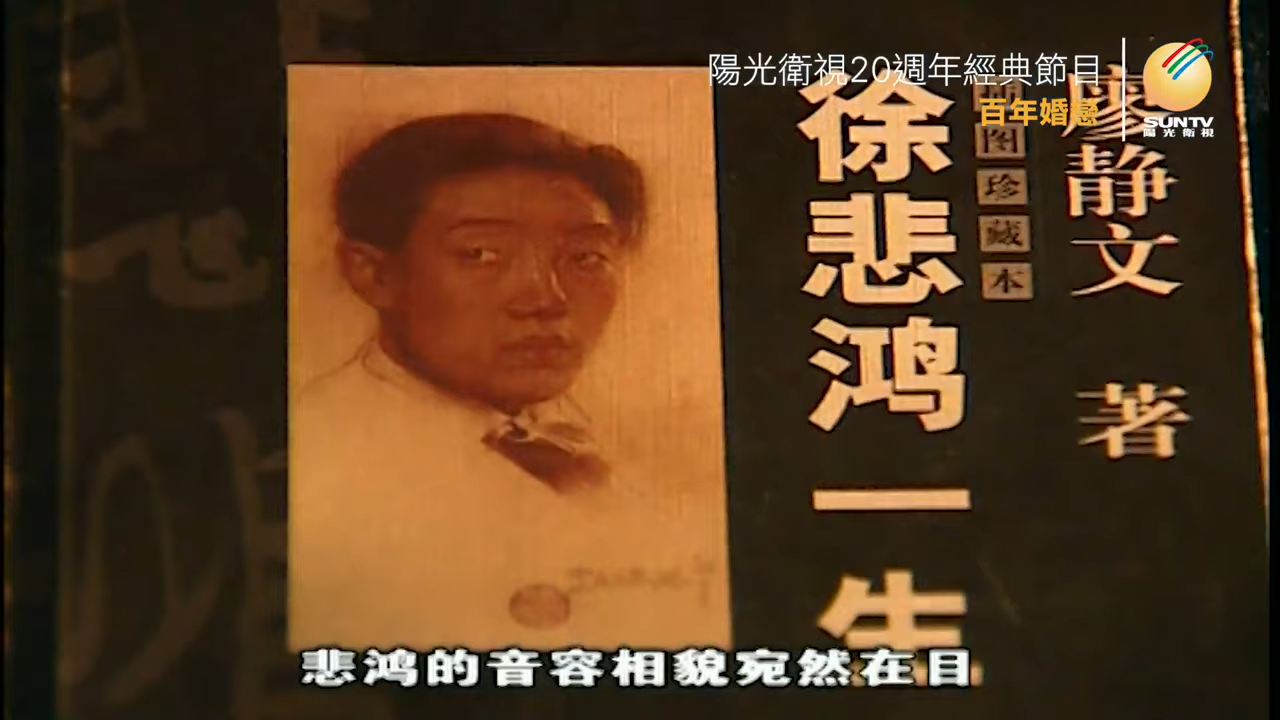 陽光衛視20週年經典節目
百年婚戀
SUNTV
陽光衛視
廖静文 著
图珍藏本
徐悲鸿一生
悲鸿的音容相貌宛然在目